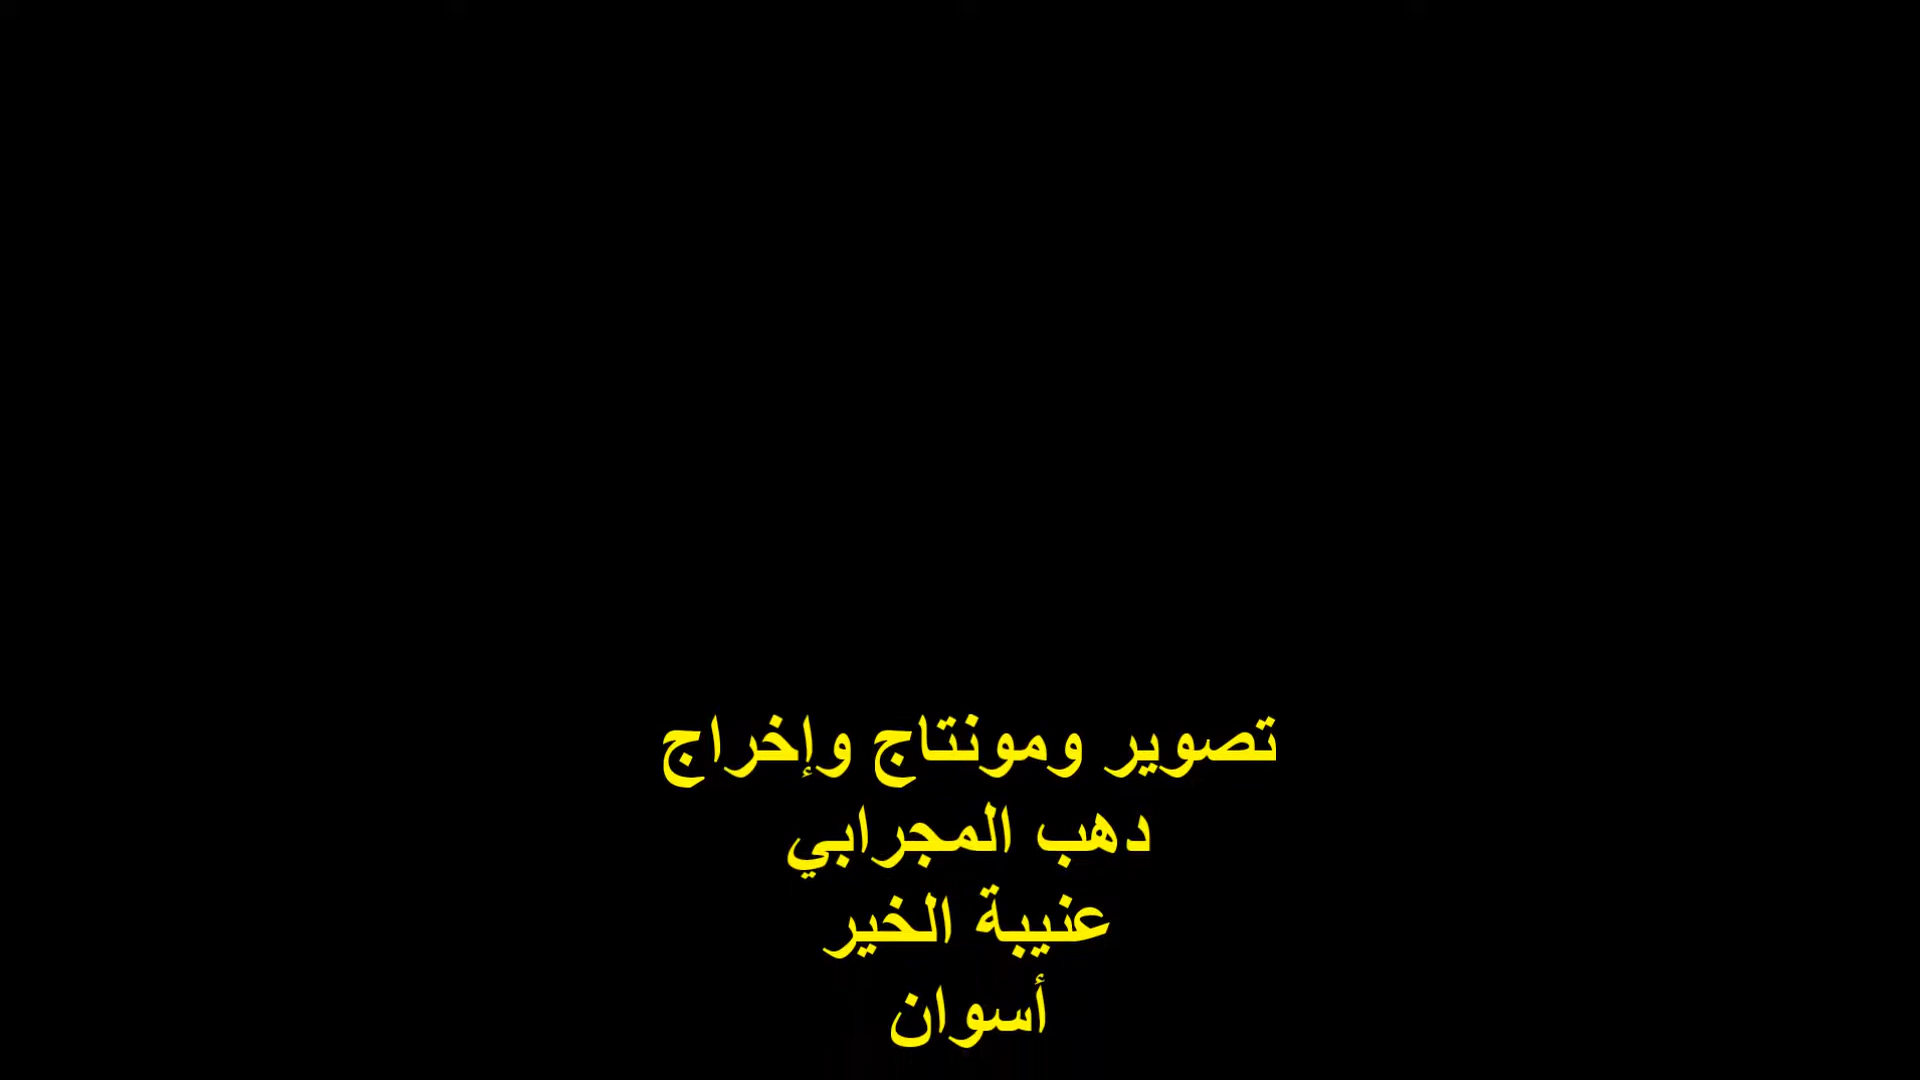 تصوير ومونتاج وإخراج
دهب المجرابي
عنيبة الخير
أسوان